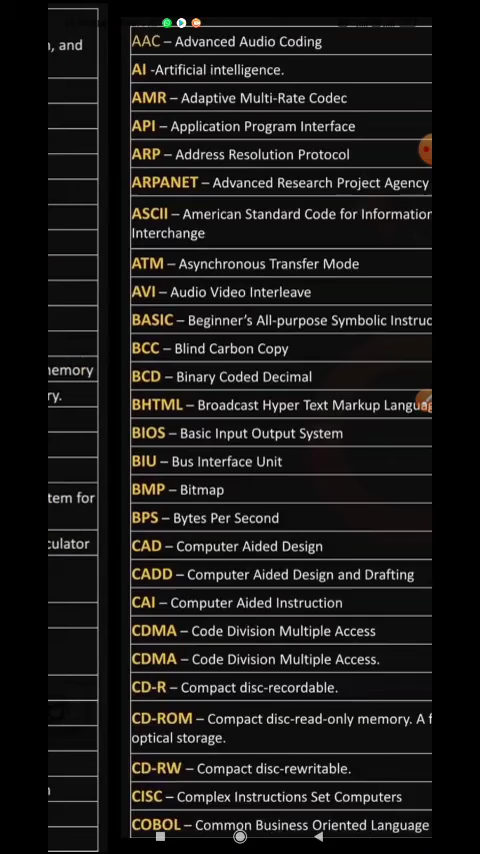 , and
emory
ry.
tem for
culator
AAC – Advanced Audio Coding
AI -Artificial intelligence.
AMR – Adaptive Multi-Rate Codec
API – Application Program Interface
ARP – Address Resolution Protocol
ARPANET – Advanced Research Project Agency
ASCII – American Standard Code for Information
Interchange
ATM – Asynchronous Transfer Mode
AVI – Audio Video Interleave
BASIC – Beginner's All-purpose Symbolic Instruc
BCC – Blind Carbon Copy
BCD – Binary Coded Decimal
BHTML – Broadcast Hyper Text Markup Languag
BIOS – Basic Input Output System
BIU – Bus Interface Unit
BMP – Bitmap
BPS – Bytes Per Second
CAD – Computer Aided Design
CADD – Computer Aided Design and Drafting
CAI – Computer Aided Instruction
CDMA – Code Division Multiple Access
CDMA – Code Division Multiple Access.
CD-R – Compact disc-recordable.
CD-ROM – Compact disc-read-only memory. A f
optical storage.
CD-RW – Compact disc-rewritable.
CISC – Complex Instructions Set Computers
COBOL – Common Business Oriented Language